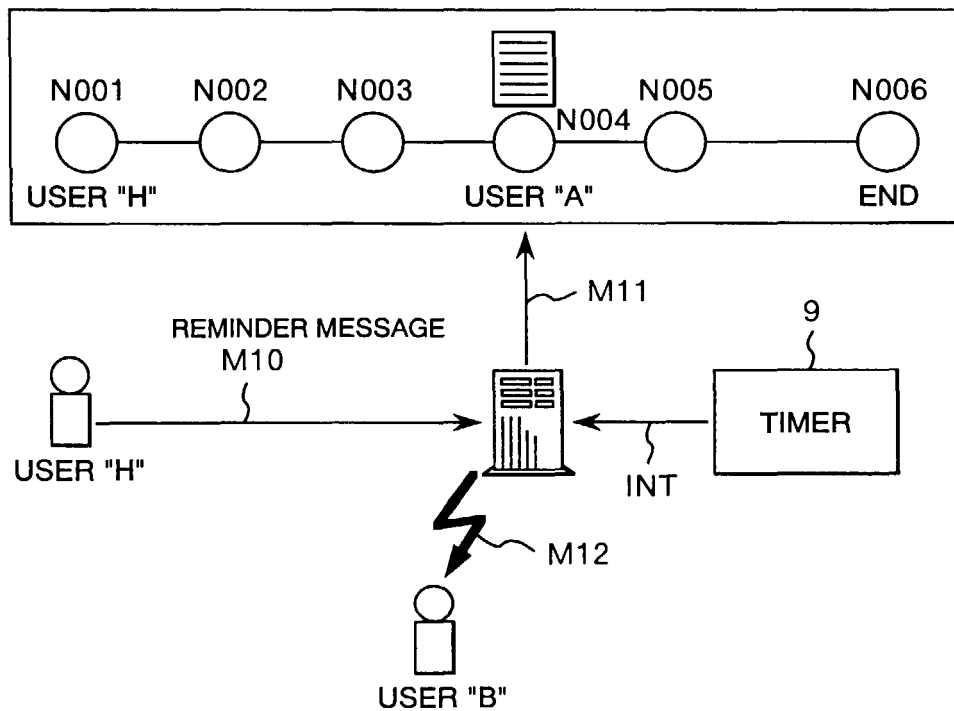 N001 N002 N003 N004 N005 N006
USER "H" USER "A" END
M11
REMINDER MESSAGE
M10
9
TIMER
USER "H"
INT
M12
USER "B"